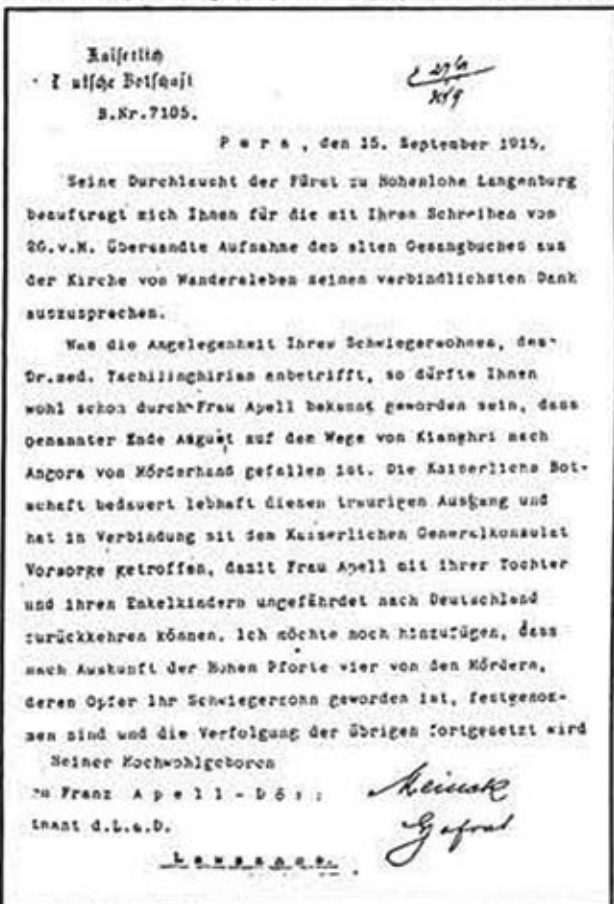 Kaiserlich
utsche Botschaft
B.Nr.7105.
Pera, den 15. September 1915.
Seine Durchlaucht der Fürst zu Hohenlohe Langenburg
beauftragt mich Ihnen für die mit Ihrem Schreiben vom
26.v.M. übersandte Aufnahme des alten Gesangbuches aus
der Kirche von Wandersleben seinen verbindlichsten Dank
auszusprechen.
Was die Angelegenheit Ihres Schwiegersohnes, des
Dr.med. Tschilinghirian anbetrifft, so dürfte Ihnen
wohl schon durch Frau Apell bekannt geworden sein, dass
genannter Ende August auf dem Wege von Kianghri nach
Angora von Mörderhand gefallen ist. Die Kaiserliche Bot-
schaft bedauert lebhaft diesen traurigen Ausgang und
hat in Verbindung mit dem Kaiserlichen Generalkonsulat
Vorsorge getroffen, damit Frau Apell mit ihrer Tochter
und ihren Enkelkindern ungefährdet nach Deutschland
zurückkehren können. Ich möchte noch hinzufügen, dass
nach Auskunft der Hohen Pforte vier von den Mördern,
deren Opfer Ihr Schwiegersohn geworden ist, festgenom-
men sind und die Verfolgung der übrigen fortgesetzt wird
Seiner Hochwohlgeboren
Franz Apell-
d.L.a.D.
Lausanne.